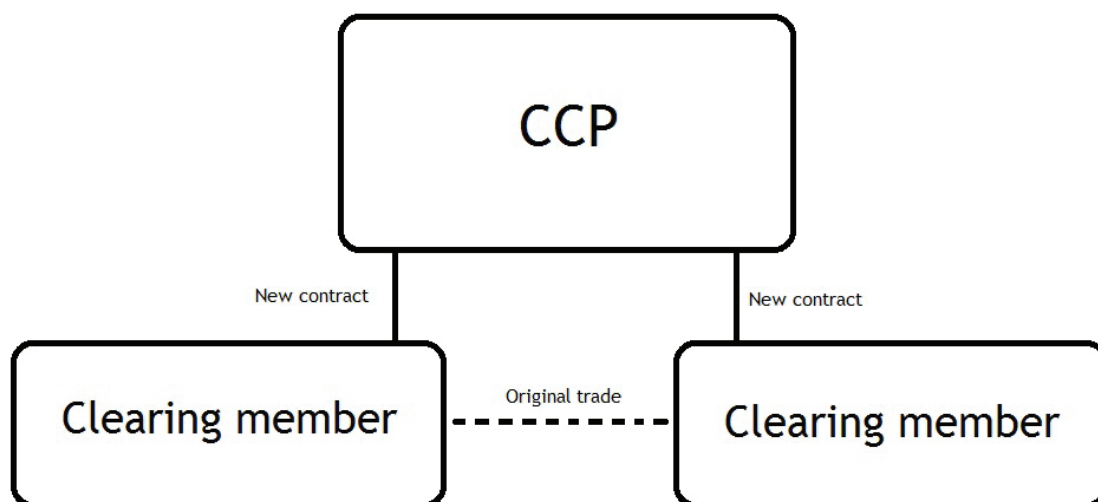 CCP
New contract
New contract
Original trade
Clearing member
Clearing member